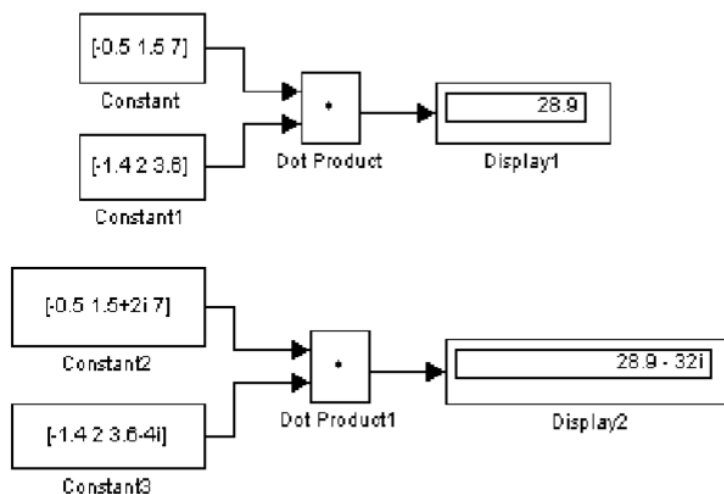 [-0.5 1.5 7]
Constant
[-1.4 2 3.6]
Constant1
Dot Product
28.9
Display1
[-0.5 1.5+2i 7]
Constant2
[-1.4 2 3.6-4i]
Constant3
Dot Product1
28.9 - 32i
Display2